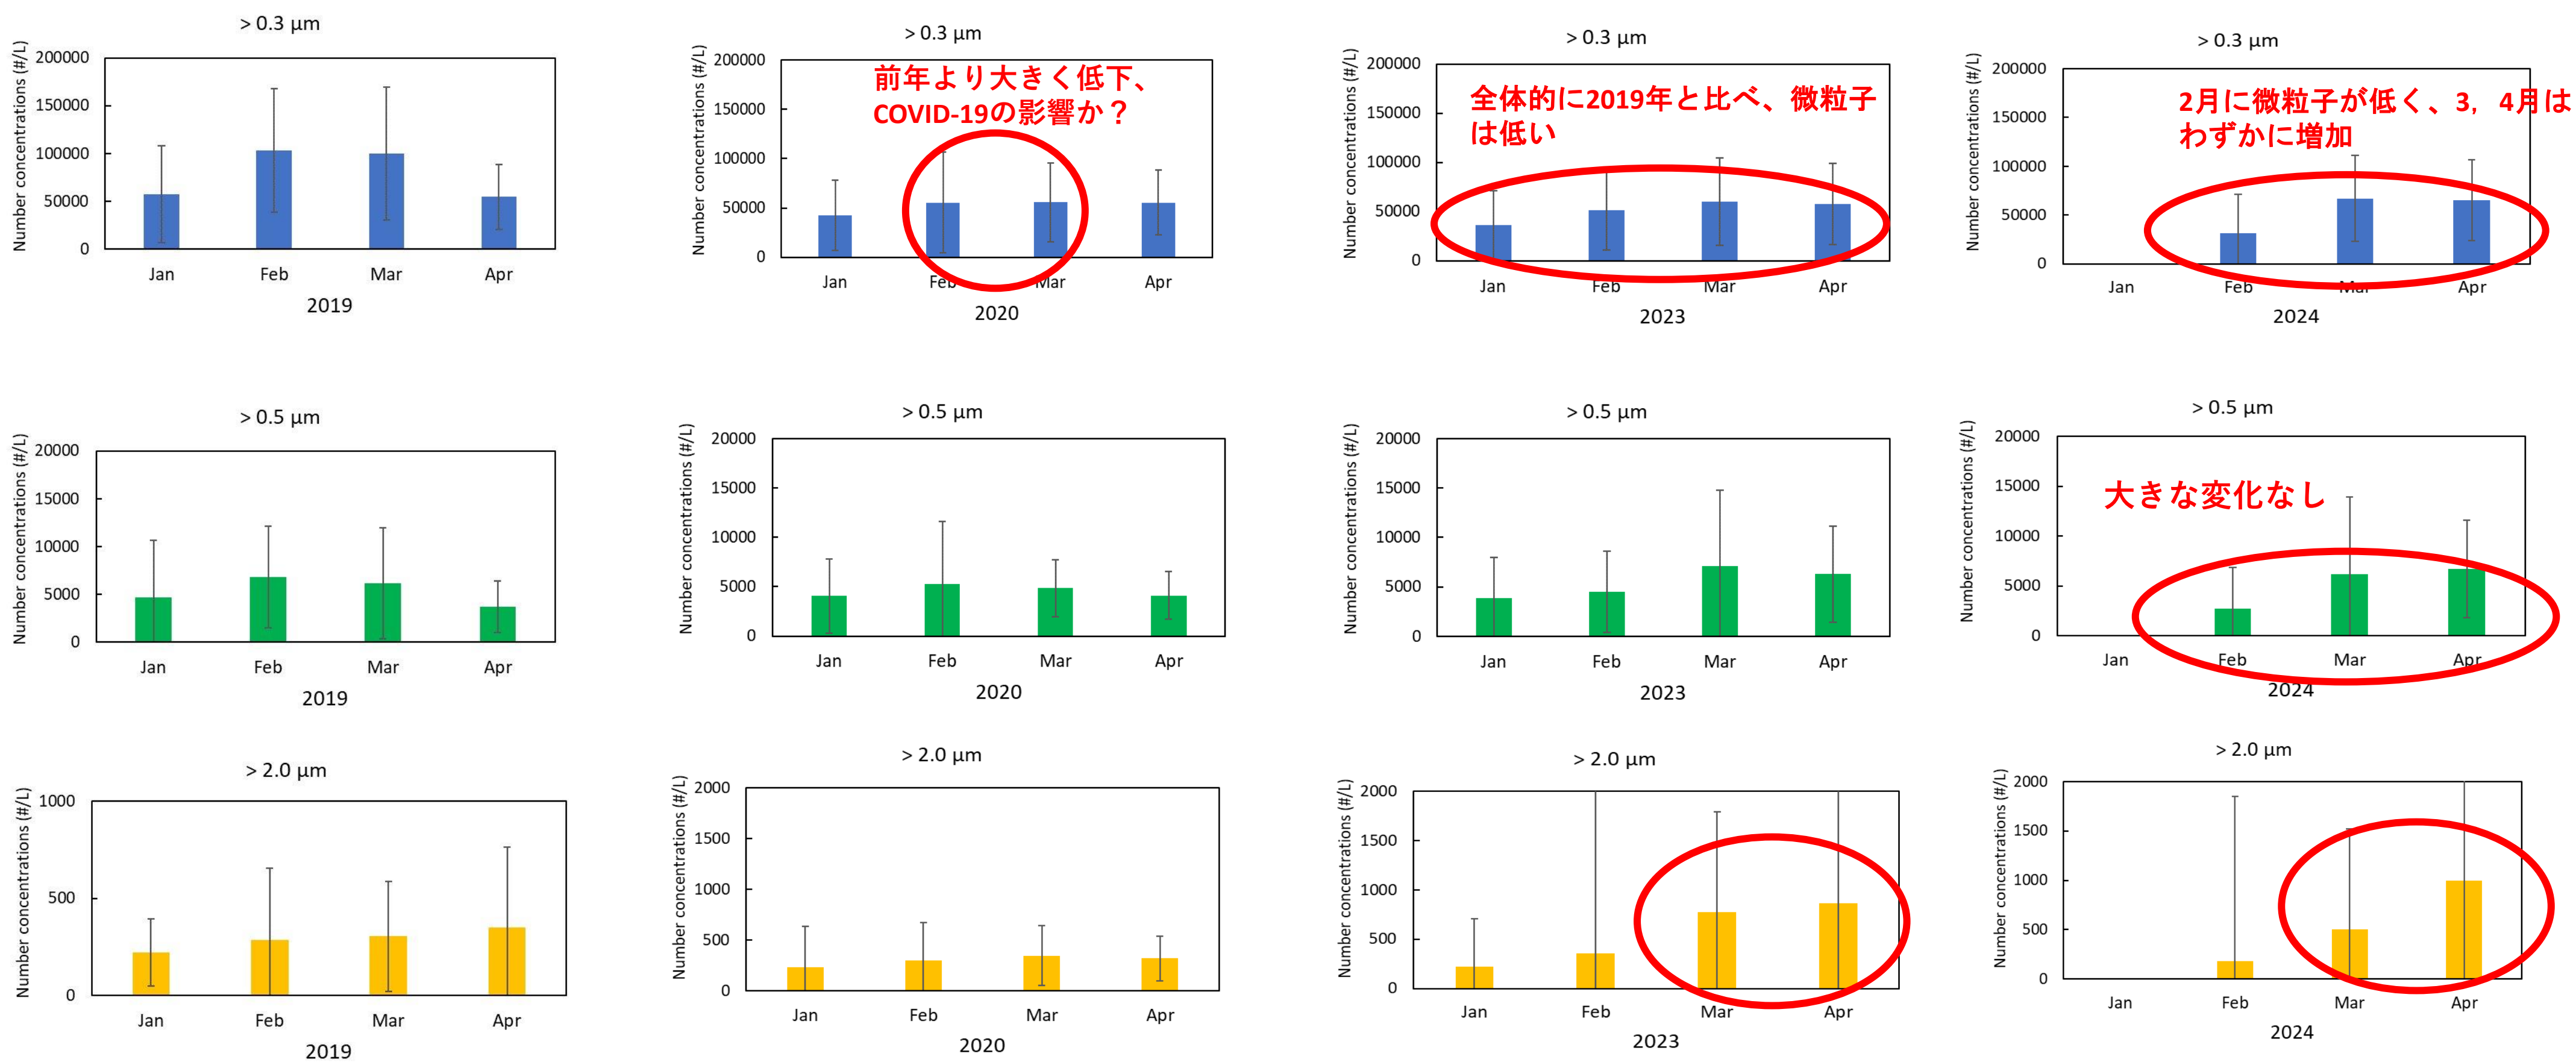 > 0.3 µm
Number concentrations (#/L)
200000
150000
100000
50000
0
Jan Feb Mar Apr
2019
> 0.3 µm
前年より大きく低下、
COVID-19の影響か？
Number concentrations (#/L)
200000
150000
100000
50000
0
Jan Feb Mar Apr
2020
> 0.3 µm
全体的に2019年と比べ、微粒子
は低い
Number concentrations (#/L)
200000
150000
100000
50000
0
Jan Feb Mar Apr
2023
> 0.3 µm
2月に微粒子が低く、3，4月は
わずかに増加
Number concentrations (#/L)
200000
150000
100000
50000
0
Jan Feb Mar Apr
2024
> 0.5 µm
Number concentrations (#/L)
20000
15000
10000
5000
0
Jan Feb Mar Apr
2019
> 0.5 µm
Number concentrations (#/L)
20000
15000
10000
5000
0
Jan Feb Mar Apr
2020
> 0.5 µm
Number concentrations (#/L)
20000
15000
10000
5000
0
Jan Feb Mar Apr
2023
> 0.5 µm
大きな変化なし
Number concentrations (#/L)
20000
15000
10000
5000
0
Jan Feb Mar Apr
2024
> 2.0 µm
Number concentrations (#/L)
1000
500
0
Jan Feb Mar Apr
2019
> 2.0 µm
Number concentrations (#/L)
2000
1500
1000
500
0
Jan Feb Mar Apr
2020
> 2.0 µm
Number concentrations (#/L)
2000
1500
1000
500
0
Jan Feb Mar Apr
2023
> 2.0 µm
Number concentrations (#/L)
2000
1500
1000
500
0
Jan Feb Mar Apr
2024